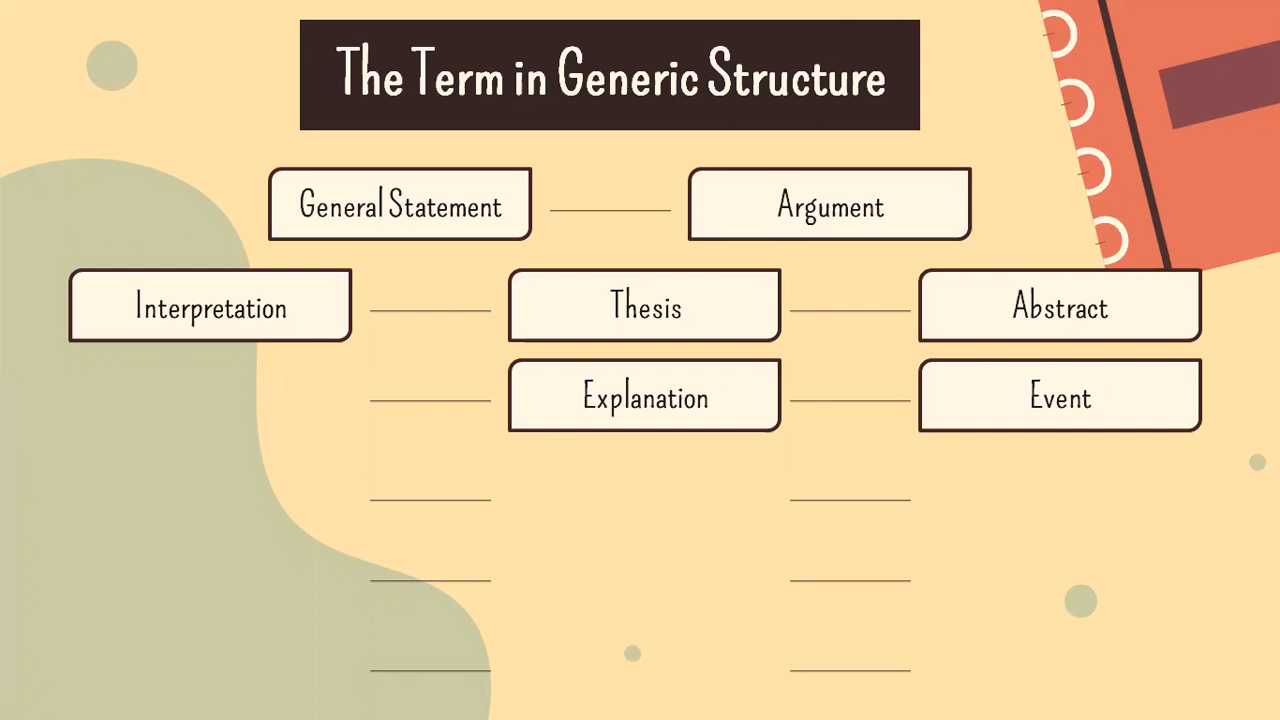 The Term in Generic Structure
General Statement
Argument
Interpretation
Thesis
Abstract
Explanation
Event